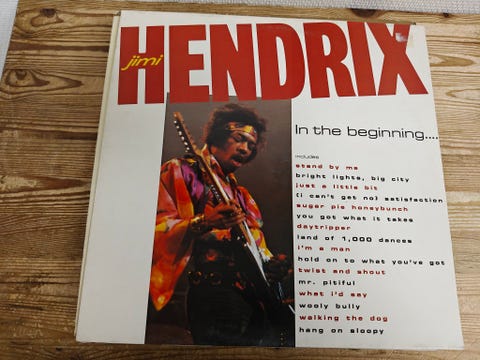 jimi
HENDRIX
In the beginning....
includes
stand by me
bright lights, big city
just a little bit
(i can't get no) satisfaction
sugar pie honeybunch
you got what it takes
daytripper
land of 1,000 dances
i'm a man
hold on to what you've got
twist and shout
mr. pitiful
what i'd say
wooly bully
walking the dog
hang on sloopy